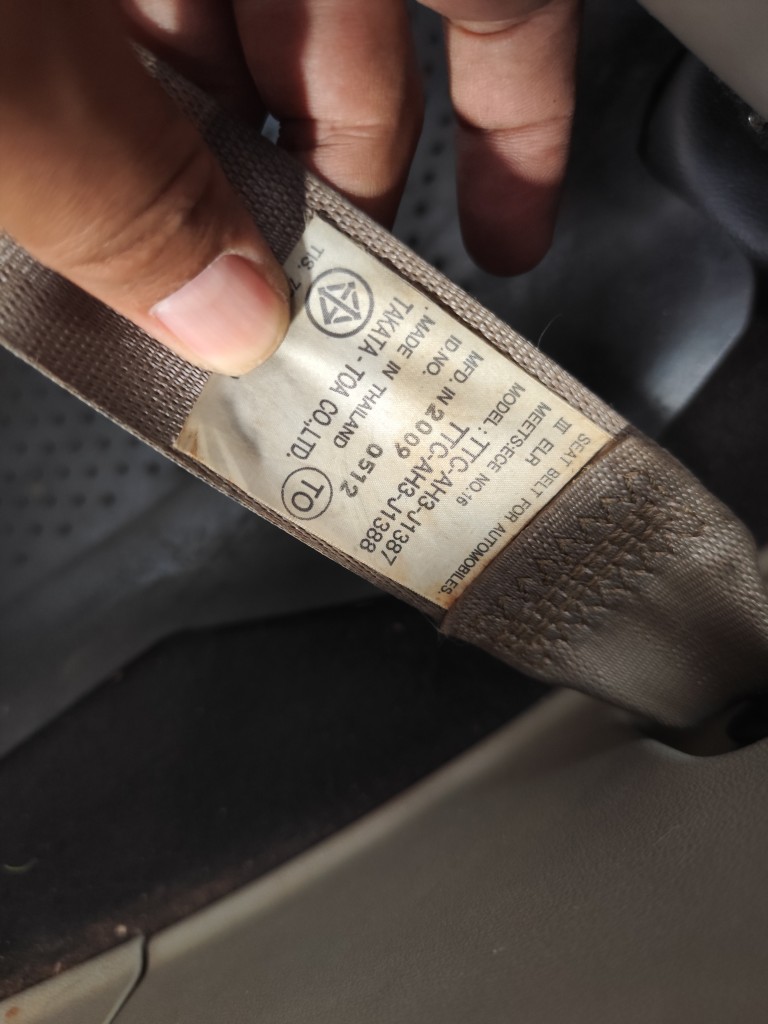 SEAT BELT FOR AUTOMOBILES.
III ELR
MEETS:ECE NO.16
MODEL : TTC-AH3-J1387
TTC-AH3-J1388
MFD. IN 2009 0512
ID.NO.
. MADE IN THAILAND
TAKATA - TOA CO.,LTD.
TO
TIS.